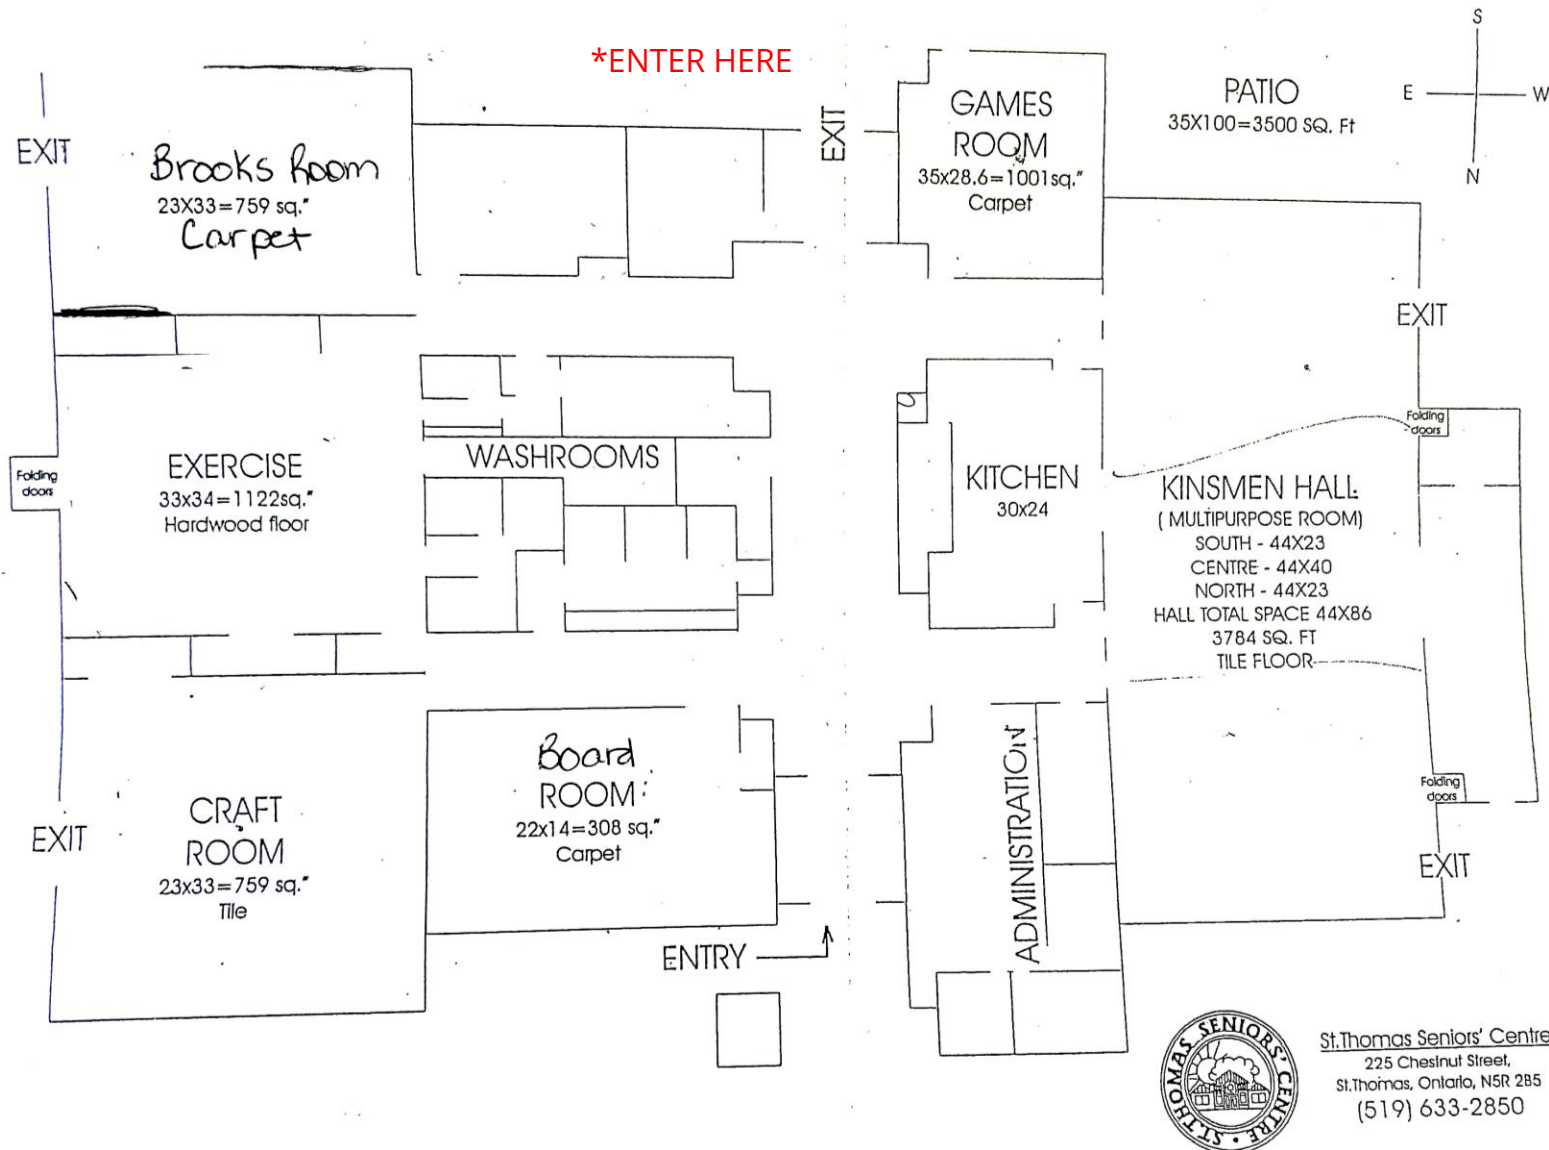 *ENTER HERE
S
E
W
N
PATIO
35X100=3500 SQ. Ft
GAMES
ROOM
35x28.6=1001sq."
Carpet
EXIT
EXIT
Brooks Room
23X33=759 sq."
Carpet
EXIT
Folding
doors
EXERCISE
33x34=1122sq."
Hardwood floor
Folding
doors
WASHROOMS
KITCHEN
30x24
KINSMEN HALL
( MULTIPURPOSE ROOM)
SOUTH - 44X23
CENTRE - 44X40
NORTH - 44X23
HALL TOTAL SPACE 44X86
3784 SQ. FT
TILE FLOOR
Board
ROOM
22x14=308 sq."
Carpet
ADMINISTRATION
Folding
doors
CRAFT
ROOM
23x33=759 sq."
Tile
EXIT
EXIT
ENTRY
ST. THOMAS SENIORS' CENTRE
St.Thomas Seniors' Centre
225 Chestnut Street,
St.Thomas, Ontario, N5R 2B5
(519) 633-2850